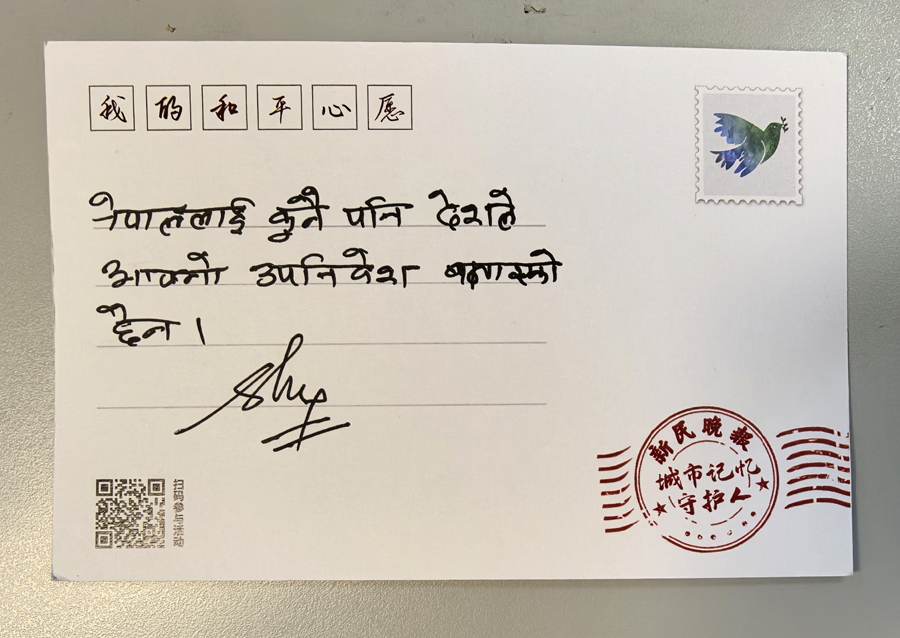 我的和平心愿
नेपाललाई कुनै पनि देशले
आफ्नो उपनिवेश बनाएको
छैन ।
扫码参与活动
新民晚报
城市记忆
守护人